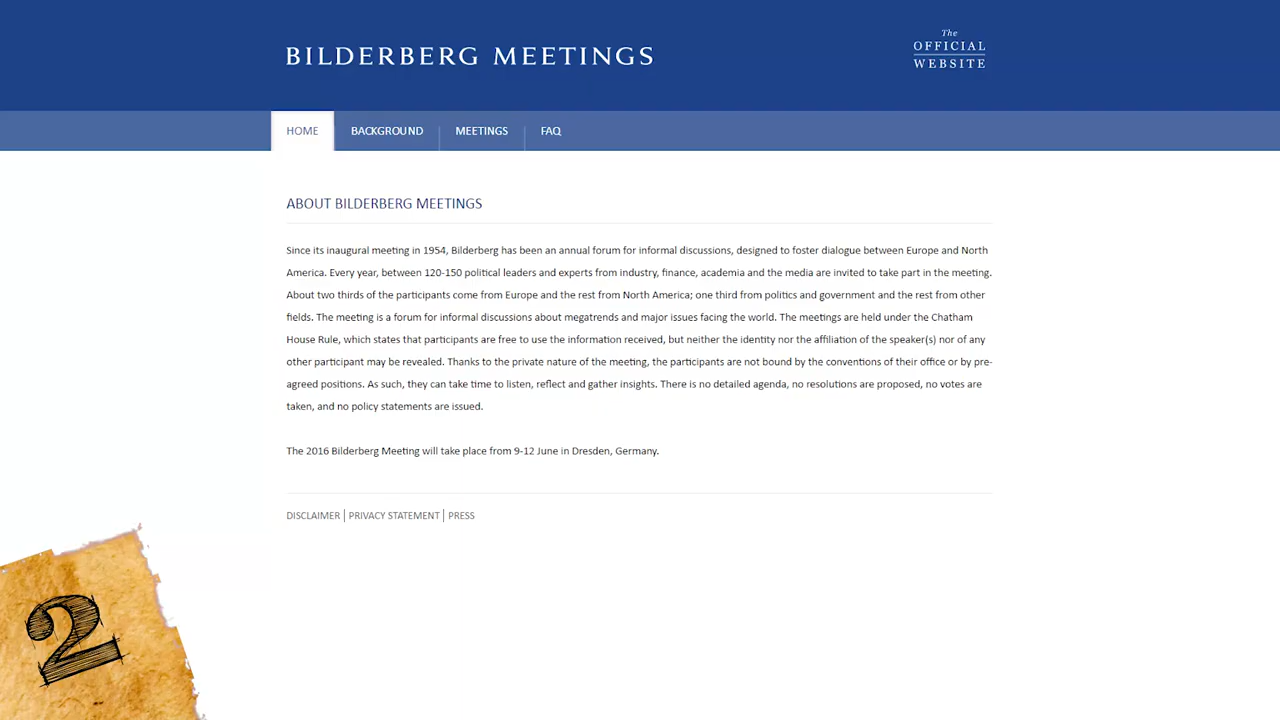 BILDERBERG MEETINGS
The
OFFICIAL
WEBSITE
HOME BACKGROUND MEETINGS FAQ
ABOUT BILDERBERG MEETINGS
Since its inaugural meeting in 1954, Bilderberg has been an annual forum for informal discussions, designed to foster dialogue between Europe and North
America. Every year, between 120-150 political leaders and experts from industry, finance, academia and the media are invited to take part in the meeting.
About two thirds of the participants come from Europe and the rest from North America; one third from politics and government and the rest from other
fields. The meeting is a forum for informal discussions about megatrends and major issues facing the world. The meetings are held under the Chatham
House Rule, which states that participants are free to use the information received, but neither the identity nor the affiliation of the speaker(s) nor of any
other participant may be revealed. Thanks to the private nature of the meeting, the participants are not bound by the conventions of their office or by pre-
agreed positions. As such, they can take time to listen, reflect and gather insights. There is no detailed agenda, no resolutions are proposed, no votes are
taken, and no policy statements are issued.
The 2016 Bilderberg Meeting will take place from 9-12 June in Dresden, Germany.
DISCLAIMER | PRIVACY STATEMENT | PRESS
2